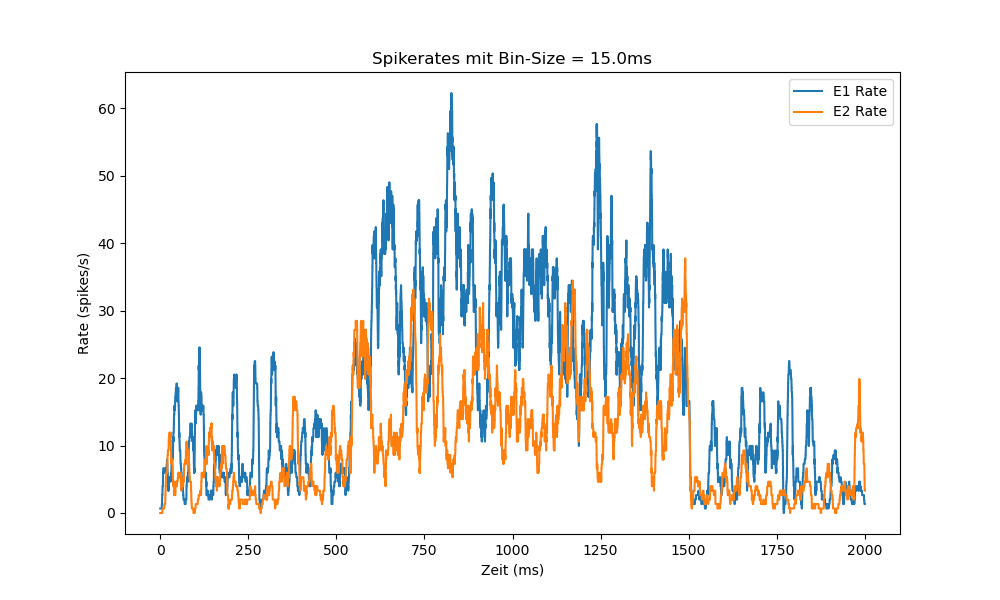 Spikerates mit Bin-Size = 15.0ms
E1 Rate
E2 Rate
60
50
40
30
20
10
0
Rate (spikes/s)
0 250 500 750 1000 1250 1500 1750 2000
Zeit (ms)